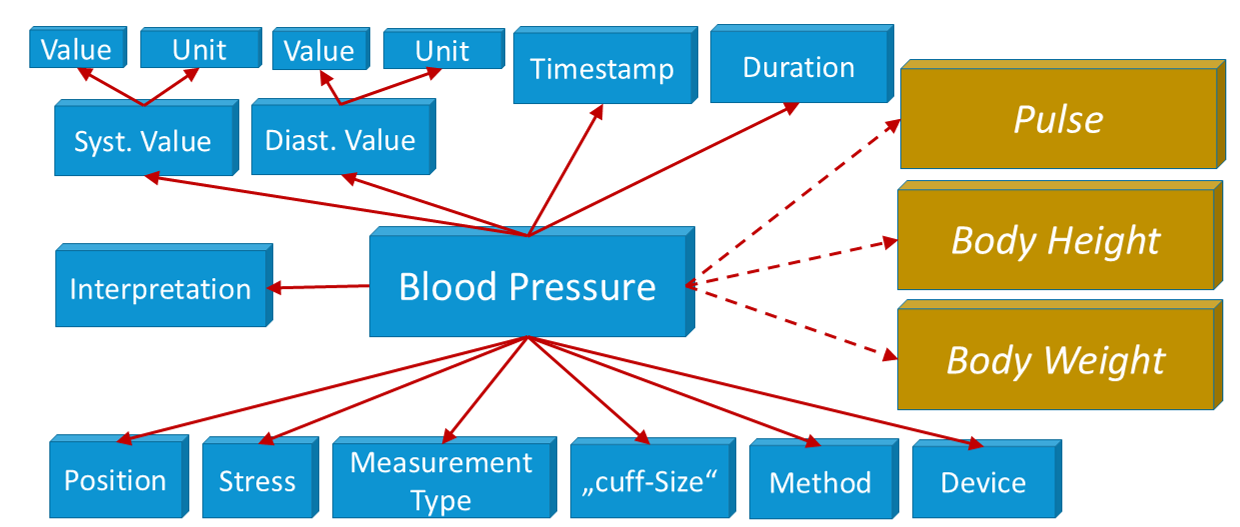 Value
Unit
Value
Unit
Timestamp
Duration
Syst. Value
Diast. Value
Pulse
Body Height
Interpretation
Blood Pressure
Body Weight
Position
Stress
Measurement
Type
„cuff-Size“
Method
Device